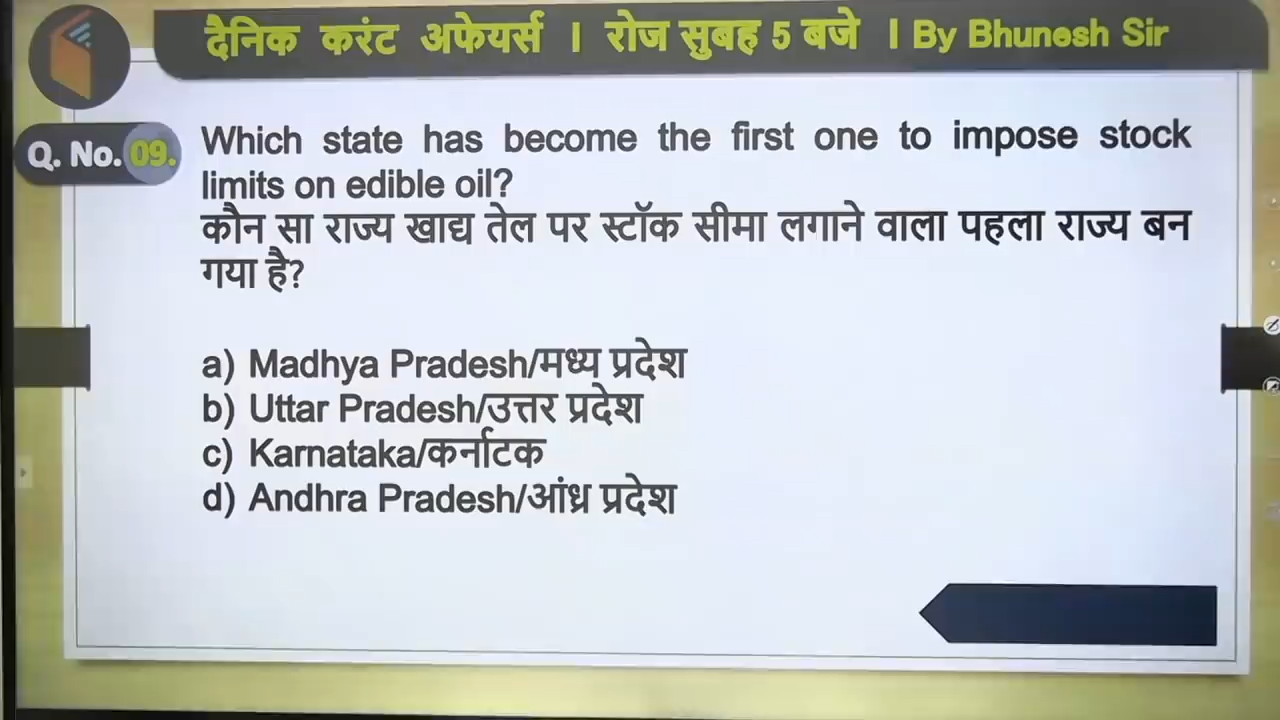 दैनिक करंट अफेयर्स । रोज सुबह 5 बजे । By Bhunesh Sir
Q. No. 09.
Which state has become the first one to impose stock
limits on edible oil?
कौन सा राज्य खाद्य तेल पर स्टॉक सीमा लगाने वाला पहला राज्य बन
गया है?
a) Madhya Pradesh/मध्य प्रदेश
b) Uttar Pradesh/उत्तर प्रदेश
c) Karnataka/कर्नाटक
d) Andhra Pradesh/आंध्र प्रदेश